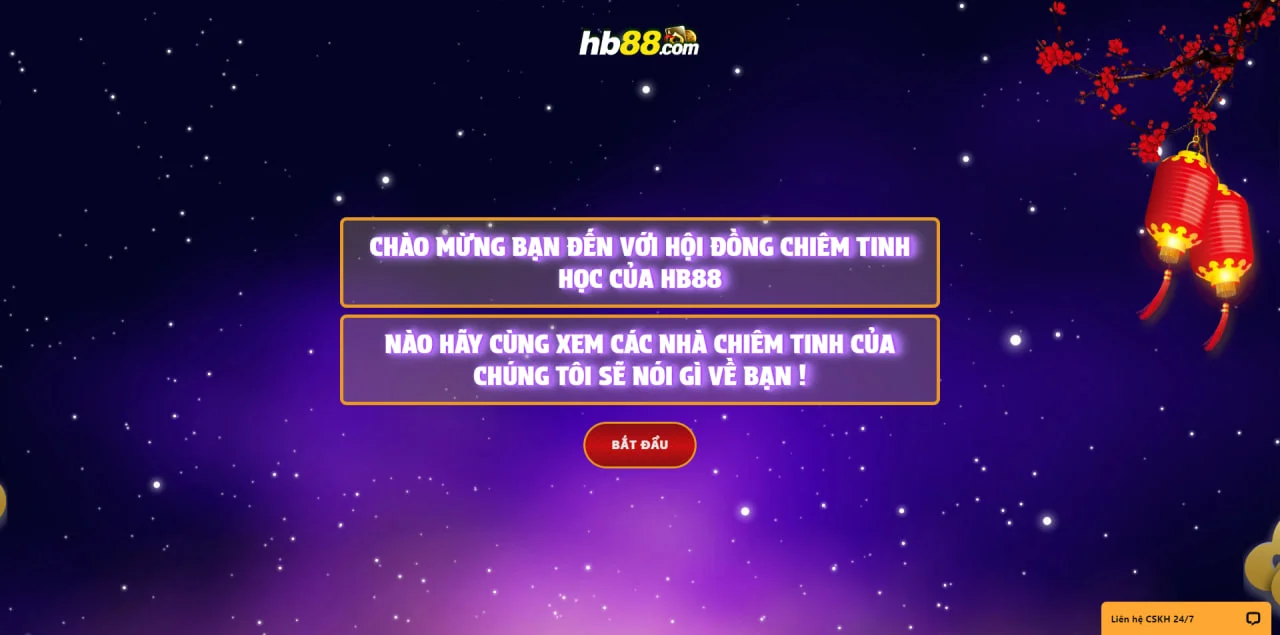 hb88.com
CHÀO MỪNG BẠN ĐẾN VỚI HỘI ĐỒNG CHIÊM TINH
HỌC CỦA HB88
NÀO HÃY CÙNG XEM CÁC NHÀ CHIÊM TINH CỦA
CHÚNG TÔI SẼ NÓI GÌ VỀ BẠN !
BẮT ĐẦU
Liên hệ CSKH 24/7